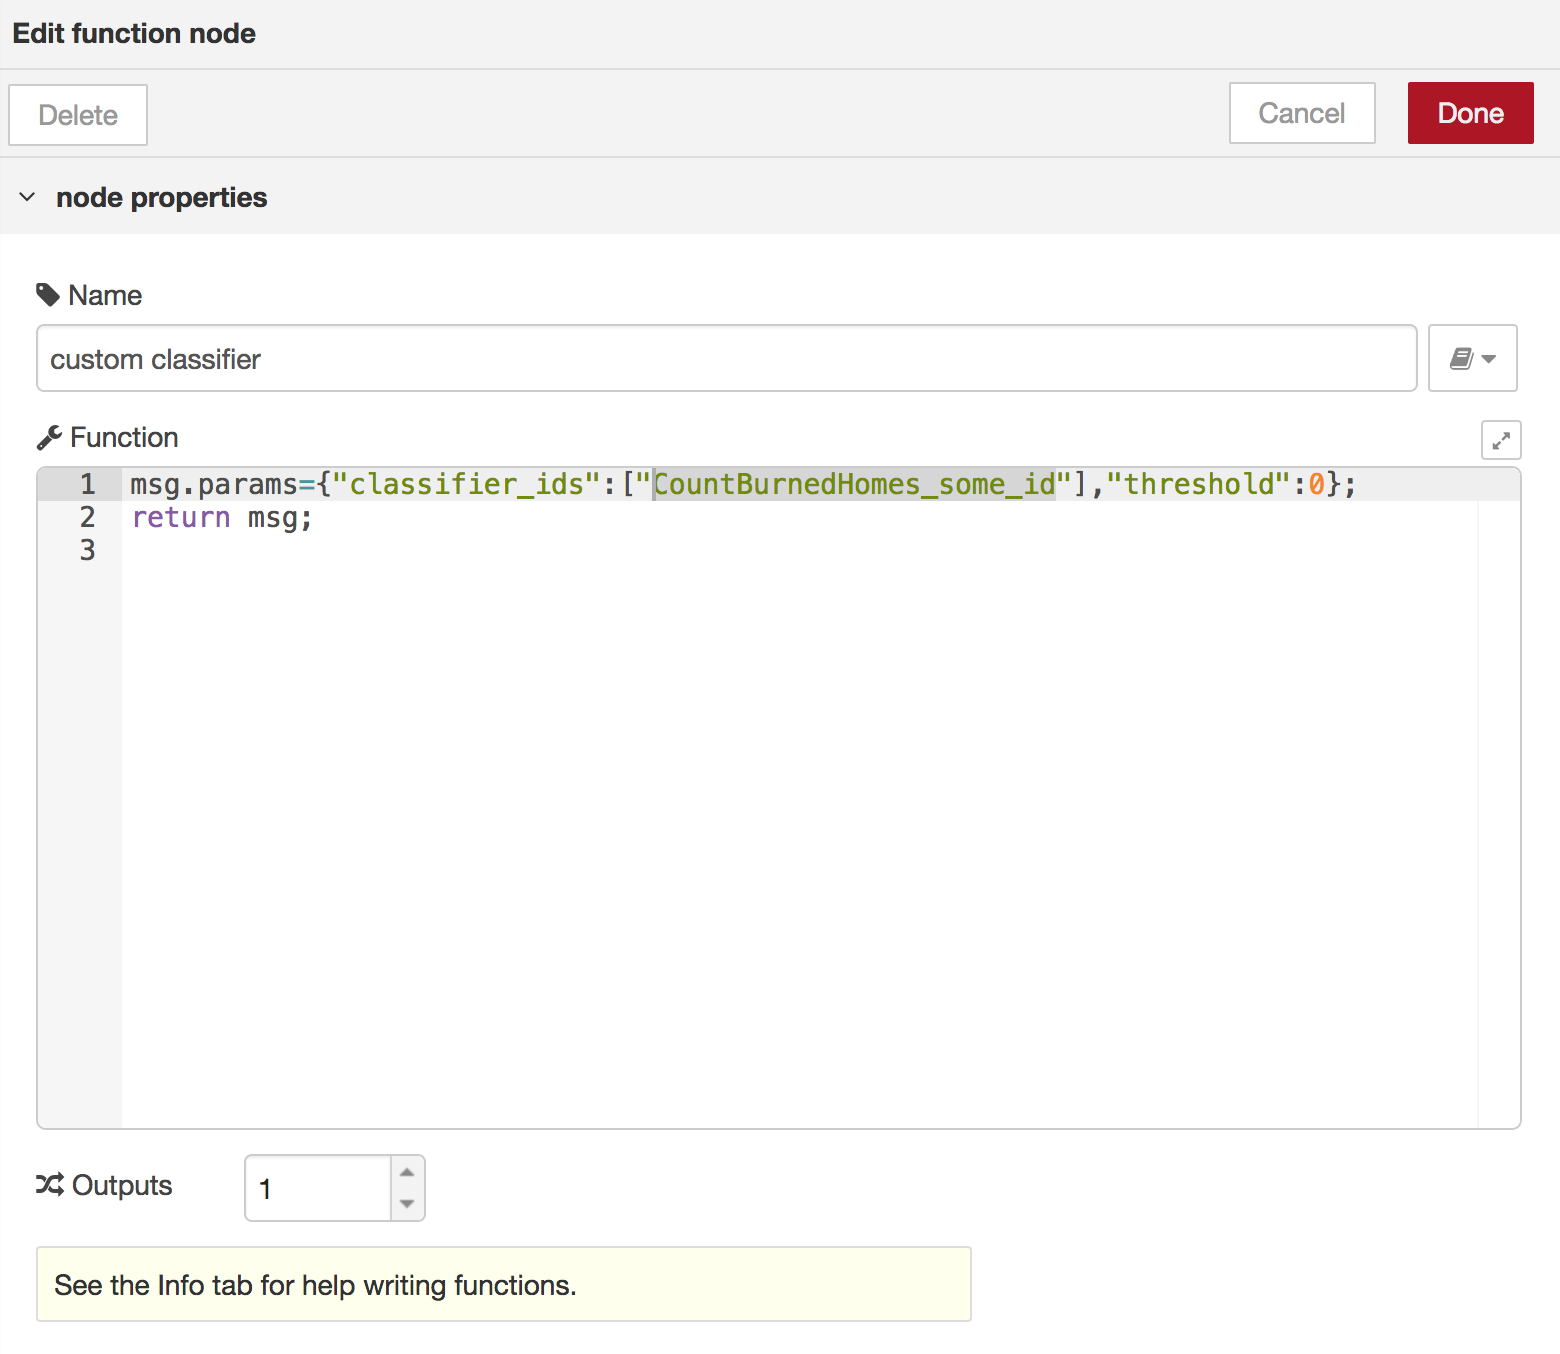 Edit function node
Delete
Cancel
Done
node properties
Name
custom classifier
Function
1 msg.params={"classifier_ids":["CountBurnedHomes_some_id"],"threshold":0};
2 return msg;
3
Outputs
1
See the Info tab for help writing functions.